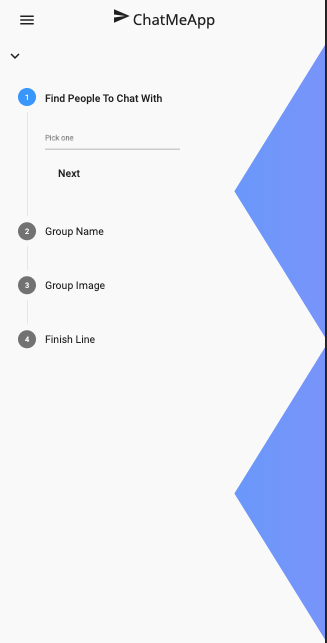 ChatMeApp
1 Find People To Chat With
Pick one
Next
2 Group Name
3 Group Image
4 Finish Line